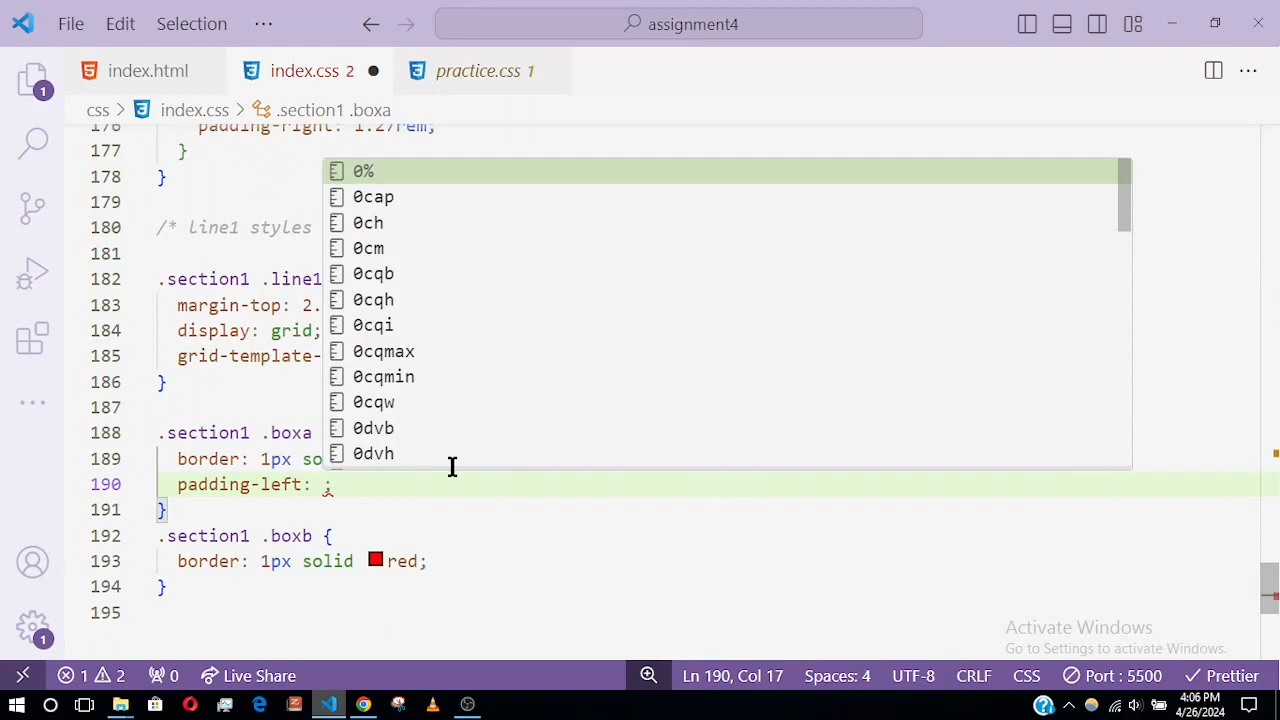 File Edit Selection ··· assignment4
index.html index.css 2 practice.css 1
css > index.css > .section1 .boxa
176 padding-right: 1.27rem;
177 }
178 }
179
180 /* line1 styles
181
182 .section1 .line1
183 margin-top: 2.
184 display: grid;
185 grid-template-
186 }
187
188 .section1 .boxa
189 border: 1px so
190 padding-left: ;
191 }
192 .section1 .boxb {
193 border: 1px solid red;
194 }
195
0%
0cap
0ch
0cm
0cqb
0cqh
0cqi
0cqmax
0cqmin
0cqw
0dvb
0dvh
1
1
Activate Windows
Go to Settings to activate Windows.
1 2 0 Live Share Ln 190, Col 17 Spaces: 4 UTF-8 CRLF CSS Port : 5500 Prettier
4:06 PM
4/26/2024